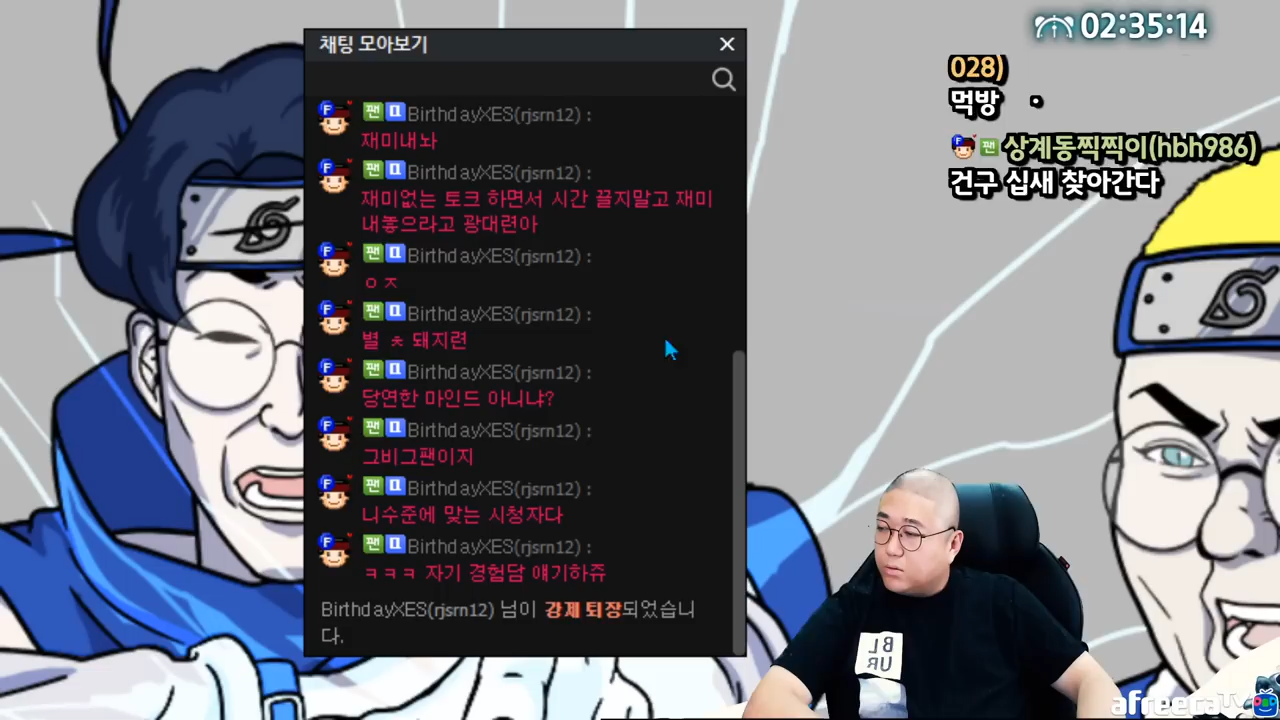 채팅 모아보기
팬 BirthdayXES(rjsrn12) :
재미내놔
팬 BirthdayXES(rjsrn12) :
재미없는 토크 하면서 시간 끌지말고 재미
내놓으라고 광대련아
팬 BirthdayXES(rjsrn12) :
ㅇㅈ
팬 BirthdayXES(rjsrn12) :
별 ㅊ 돼지련
팬 BirthdayXES(rjsrn12) :
당연한 마인드 아니냐?
팬 BirthdayXES(rjsrn12) :
그비그팬이지
팬 BirthdayXES(rjsrn12) :
니수준에 맞는 시청자다
팬 BirthdayXES(rjsrn12) :
ㅋㅋㅋ 자기 경험담 얘기하쥬
BirthdayXES(rjsrn12) 님이 강제 퇴장되었습니
다.
02:35:14
028)
먹방 .
팬 상계동찍찍이(hbh986)
건구 십새 찾아간다
BL
UR
afreecaTV